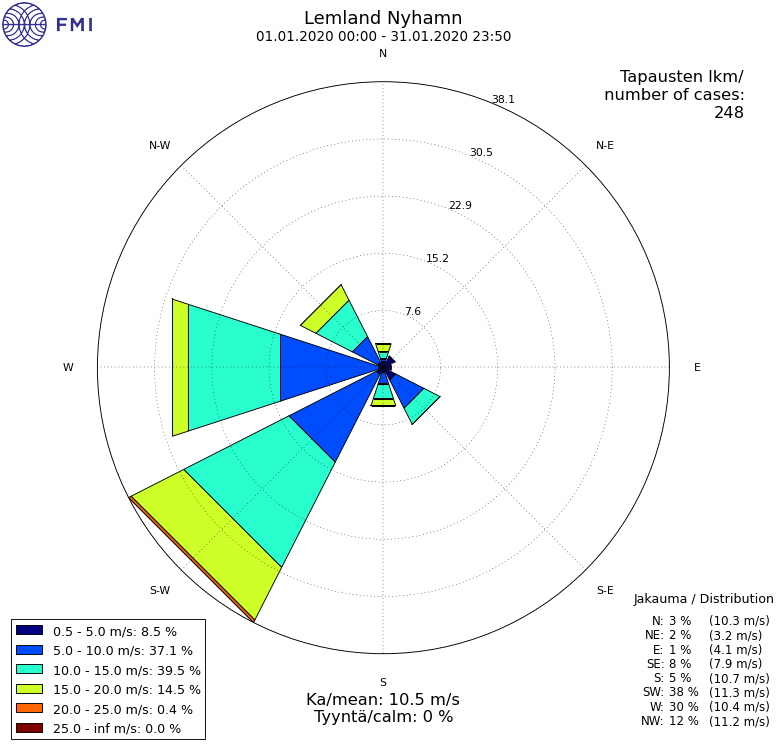 FMI
Lemland Nyhamn
01.01.2020 00:00 - 31.01.2020 23:50
Tapausten lkm/
number of cases:
248
N
N-E
E
S-E
S
S-W
W
N-W
38.1
30.5
22.9
15.2
7.6
0.5 - 5.0 m/s: 8.5 %
5.0 - 10.0 m/s: 37.1 %
10.0 - 15.0 m/s: 39.5 %
15.0 - 20.0 m/s: 14.5 %
20.0 - 25.0 m/s: 0.4 %
25.0 - inf m/s: 0.0 %
Ka/mean: 10.5 m/s
Tyyntä/calm: 0 %
Jakauma / Distribution
N: 3 % (10.3 m/s)
NE: 2 % (3.2 m/s)
E: 1 % (4.1 m/s)
SE: 8 % (7.9 m/s)
S: 5 % (10.7 m/s)
SW: 38 % (11.3 m/s)
W: 30 % (10.4 m/s)
NW: 12 % (11.2 m/s)